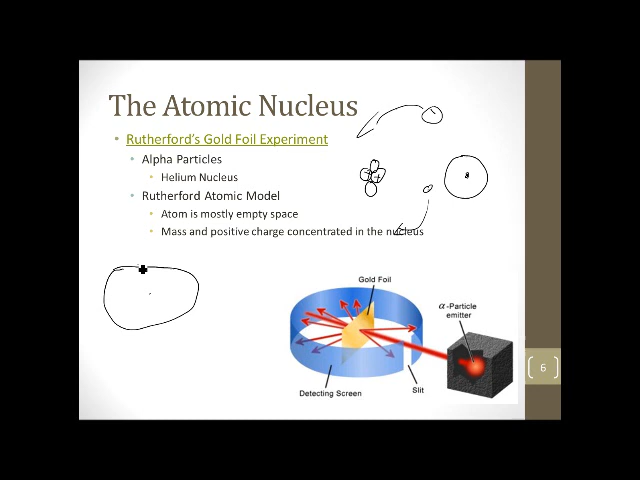 The Atomic Nucleus
Rutherford's Gold Foil Experiment
Alpha Particles
Helium Nucleus
Rutherford Atomic Model
Atom is mostly empty space
Mass and positive charge concentrated in the nucleus
Gold Foil
α-Particle
emitter
Detecting Screen
Slit
6